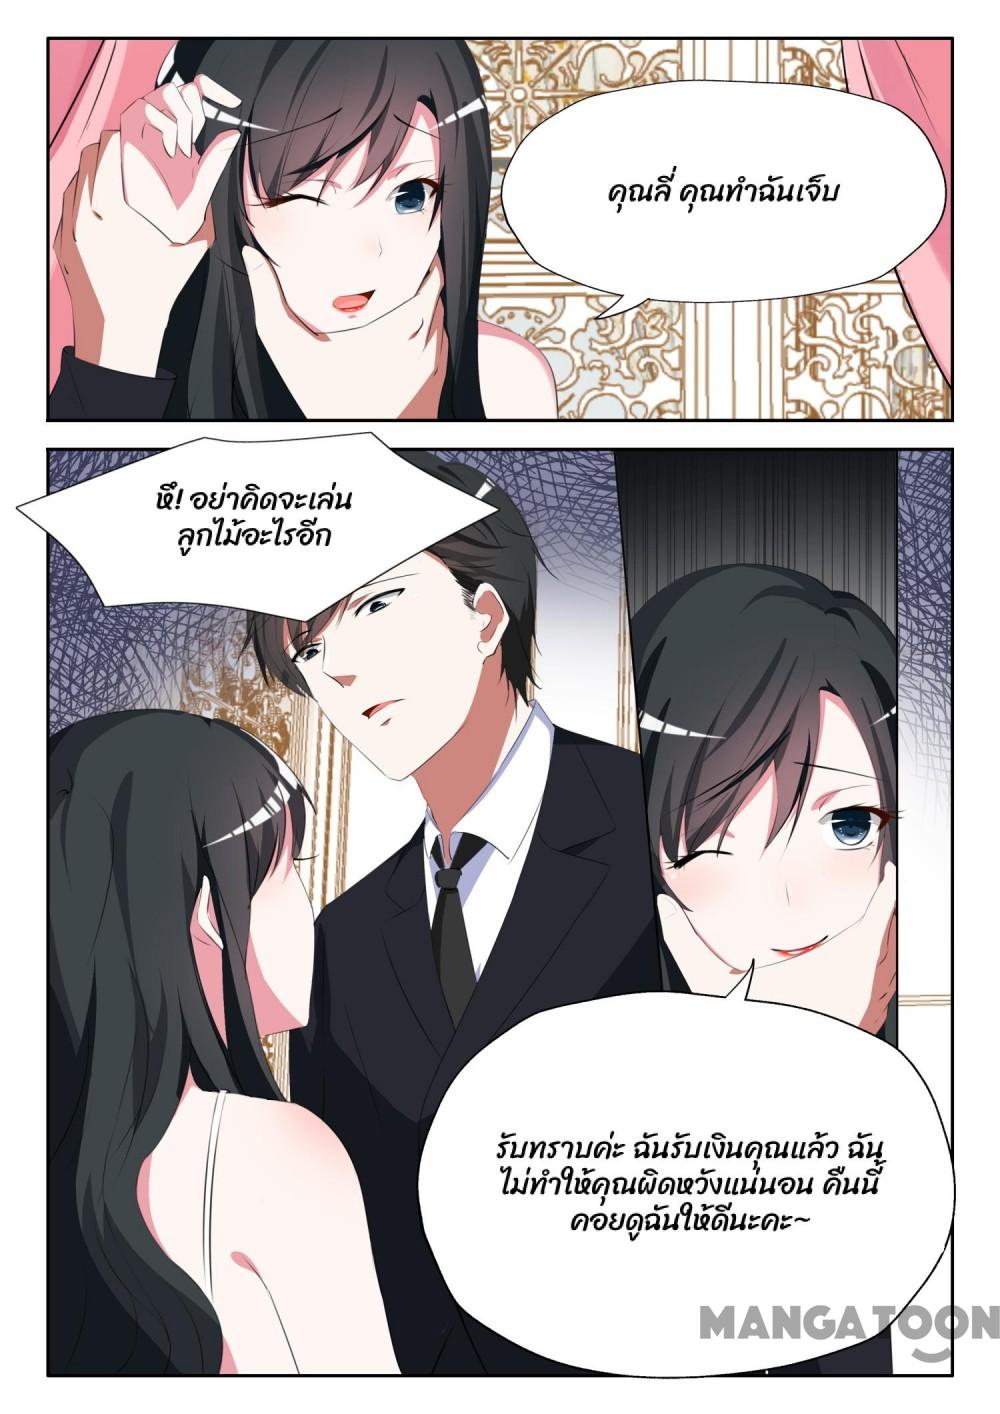 คุณลี่ คุณทำฉันเจ็บ
หึ! อย่าคิดจะเล่น
ลูกไม้อะไรอีก
รับทราบค่ะ ฉันรับเงินคุณแล้ว ฉัน
ไม่ทำให้คุณผิดหวังแน่นอน คืนนี้
คอยดูฉันให้ดีนะคะ~
MANGATOON